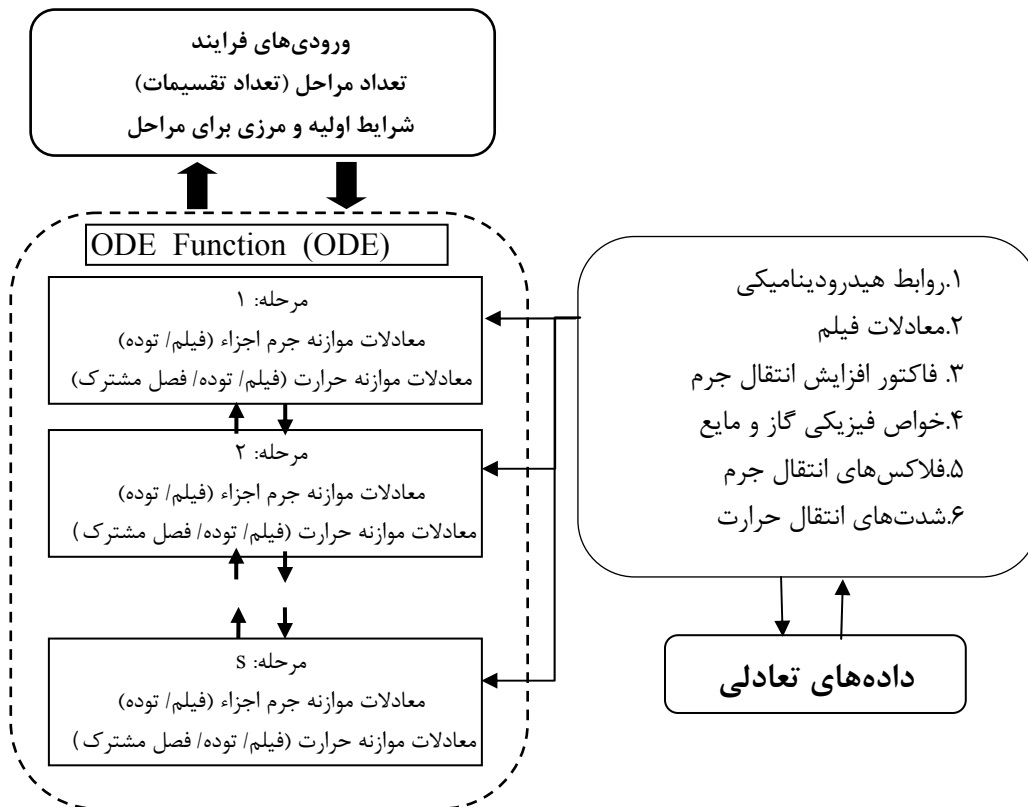 ورودی‌های فرایند
تعداد مراحل (تعداد تقسیمات)
شرایط اولیه و مرزی برای مراحل
ODE Function (ODE)
مرحله: ۱
معادلات موازنه جرم اجزاء (فیلم/ توده)
معادلات موازنه حرارت (فیلم/ توده/ فصل مشترک)
مرحله: ۲
معادلات موازنه جرم اجزاء (فیلم/ توده)
معادلات موازنه حرارت (فیلم/ توده/ فصل مشترک)
مرحله: s
معادلات موازنه جرم اجزاء (فیلم/ توده)
معادلات موازنه حرارت (فیلم/ توده/ فصل مشترک)
۱.روابط هیدرودینامیکی
۲.معادلات فیلم
۳. فاکتور افزایش انتقال جرم
۴.خواص فیزیکی گاز و مایع
۵.فلاکس‌های انتقال جرم
۶.شدت‌های انتقال حرارت
داده‌های تعادلی